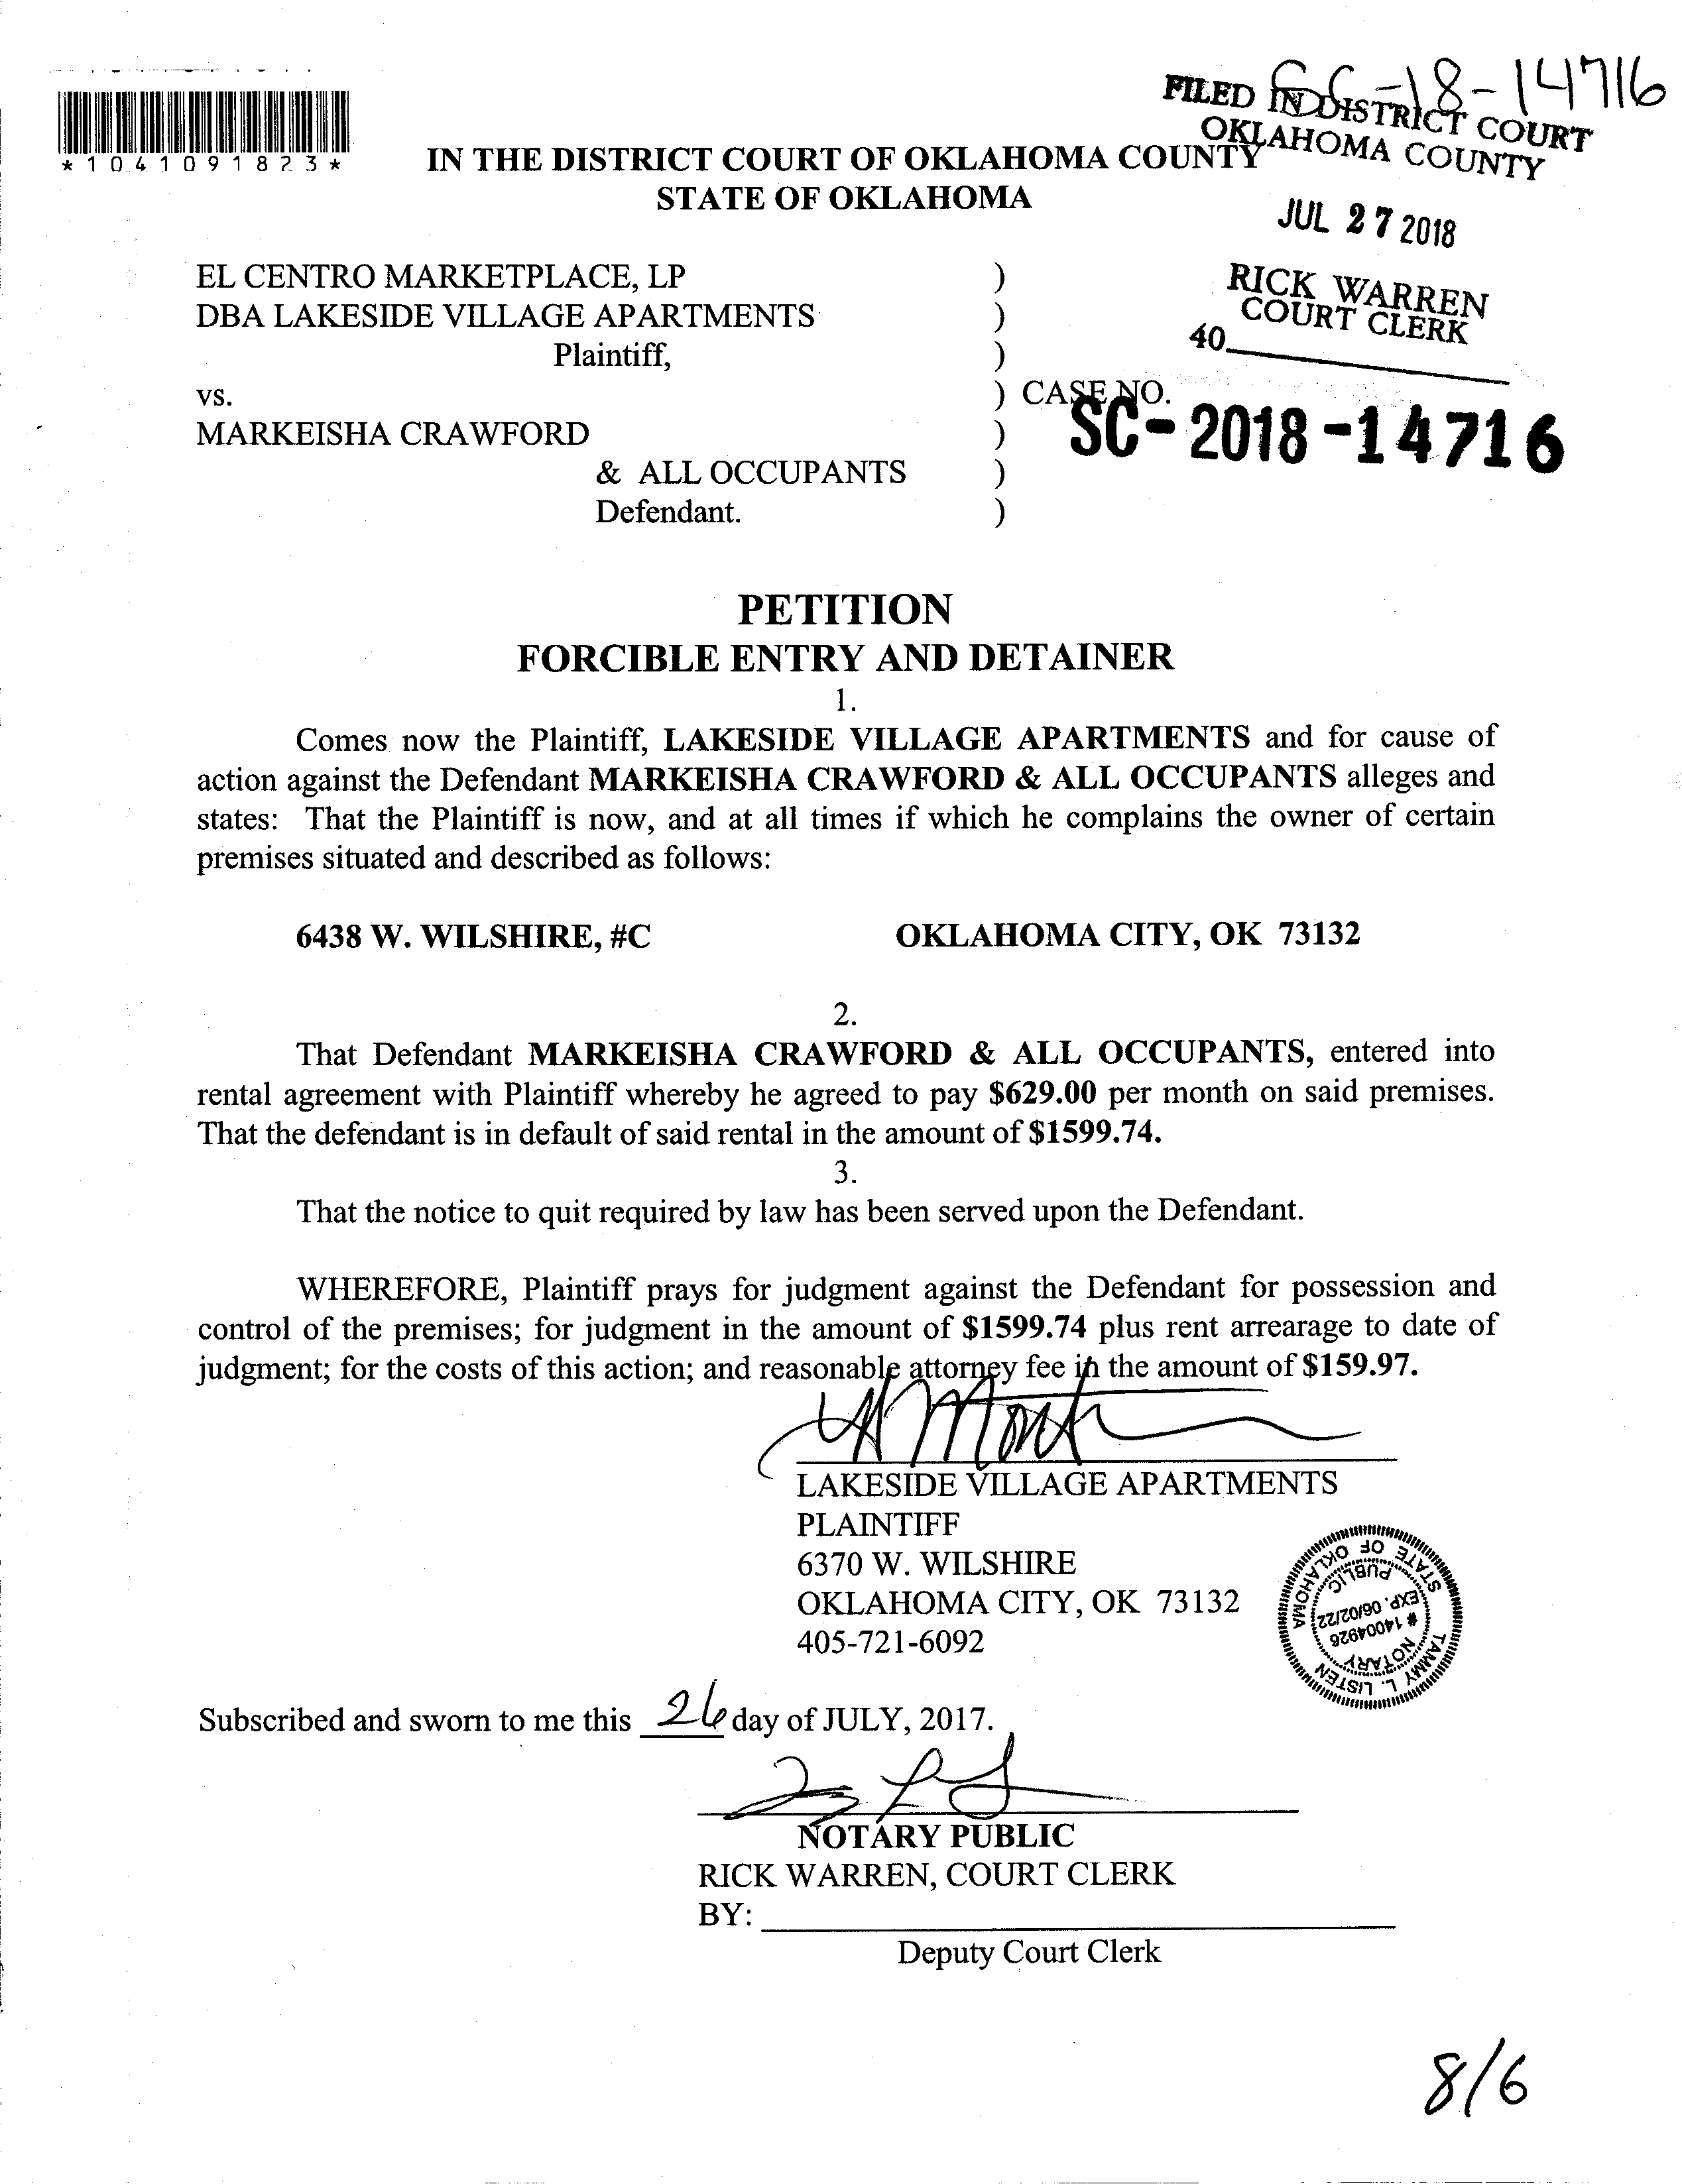 SC-18-14716
FILED IN DISTRICT COURT
OKLAHOMA COUNTY
*1041091823*
IN THE DISTRICT COURT OF OKLAHOMA COUNTY
STATE OF OKLAHOMA
JUL 27 2018
RICK WARREN
COURT CLERK
40
EL CENTRO MARKETPLACE, LP )
DBA LAKESIDE VILLAGE APARTMENTS )
Plaintiff, )
vs. ) CASE NO.
SC-2018-14716
MARKEISHA CRAWFORD )
& ALL OCCUPANTS )
Defendant. )
PETITION
FORCIBLE ENTRY AND DETAINER
1.
Comes now the Plaintiff, LAKESIDE VILLAGE APARTMENTS and for cause of
action against the Defendant MARKEISHA CRAWFORD & ALL OCCUPANTS alleges and
states: That the Plaintiff is now, and at all times if which he complains the owner of certain
premises situated and described as follows:
6438 W. WILSHIRE, #C OKLAHOMA CITY, OK 73132
2.
That Defendant MARKEISHA CRAWFORD & ALL OCCUPANTS, entered into
rental agreement with Plaintiff whereby he agreed to pay $629.00 per month on said premises.
That the defendant is in default of said rental in the amount of $1599.74.
3.
That the notice to quit required by law has been served upon the Defendant.
WHEREFORE, Plaintiff prays for judgment against the Defendant for possession and
control of the premises; for judgment in the amount of $1599.74 plus rent arrearage to date of
judgment; for the costs of this action; and reasonable attorney fee in the amount of $159.97.
LAKESIDE VILLAGE APARTMENTS
PLAINTIFF
6370 W. WILSHIRE
OKLAHOMA CITY, OK 73132
405-721-6092
TAMMY L. LISTEN
NOTARY
# 14004926
EXP. 06/02/22
PUBLIC
STATE OF OKLAHOMA
Subscribed and sworn to me this 26 day of JULY, 2017.
NOTARY PUBLIC
RICK WARREN, COURT CLERK
BY:
Deputy Court Clerk
8/6